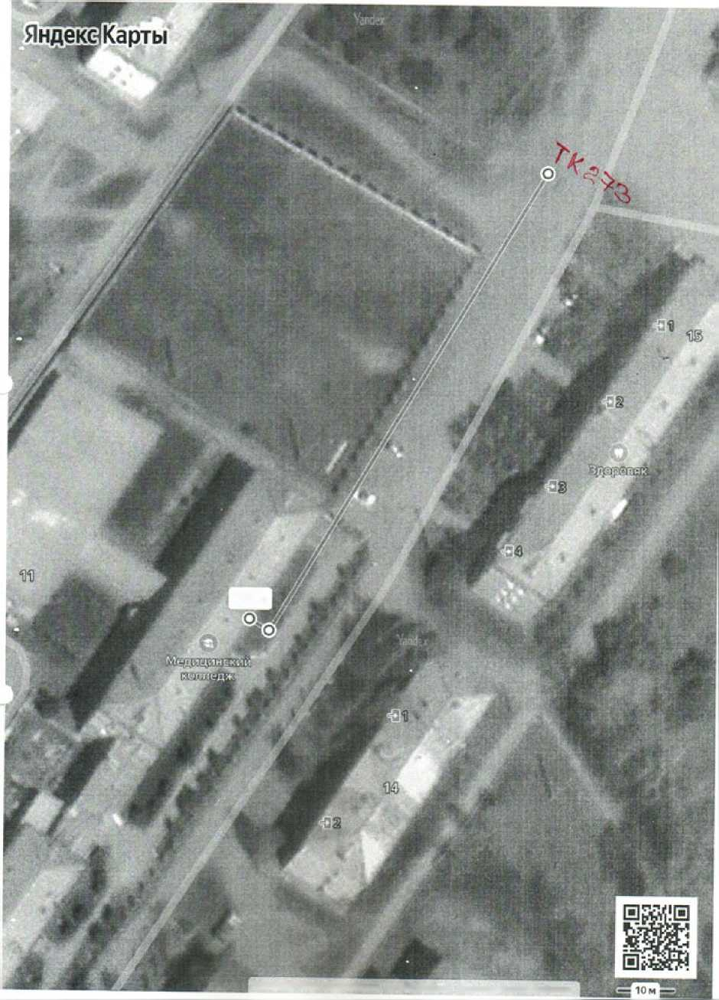 Yandex
Яндекс Карты
ТК 273
1
15
2
Здоровяк
3
4
11
Медицинский
колледж
Yandex
1
14
2
10 м